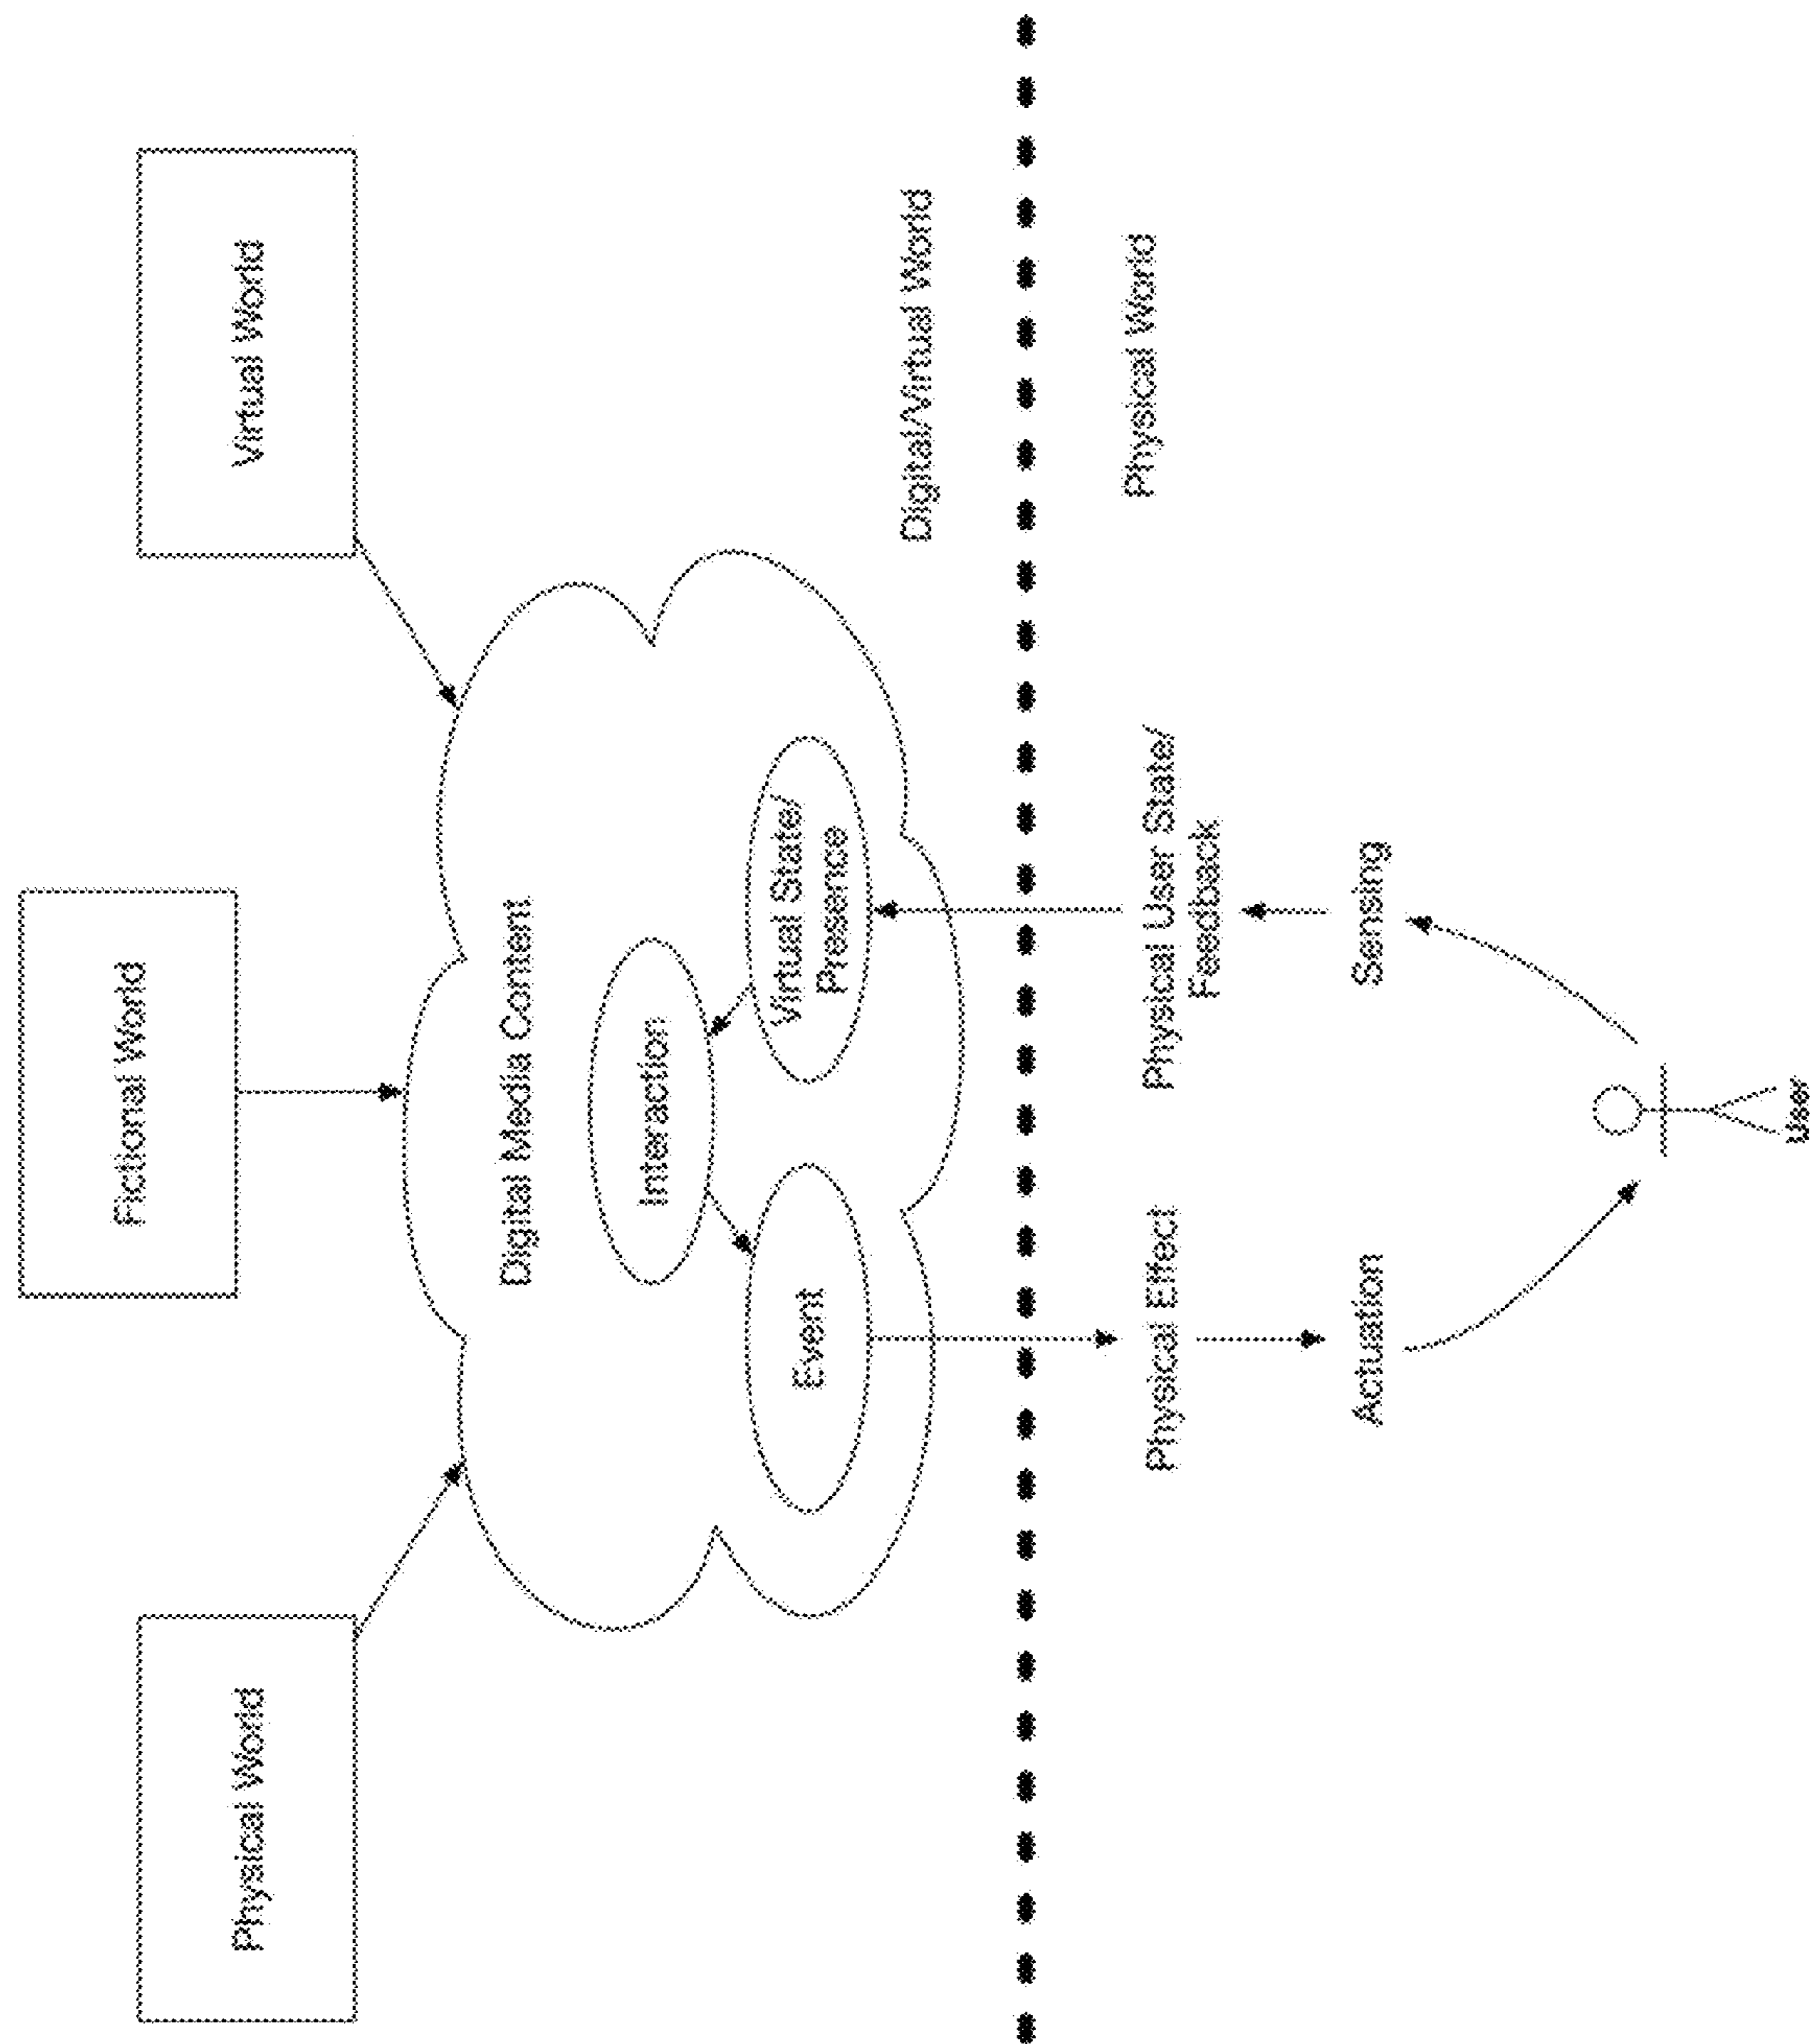 Physical World
Fictional World
Virtual World
Digital Media Content
Interaction
Event
Virtual State/
Presence
Digital/Virtual World
Physical World
Physical Effect
Physical User State/
Feedback
Actuation
Sensing
User